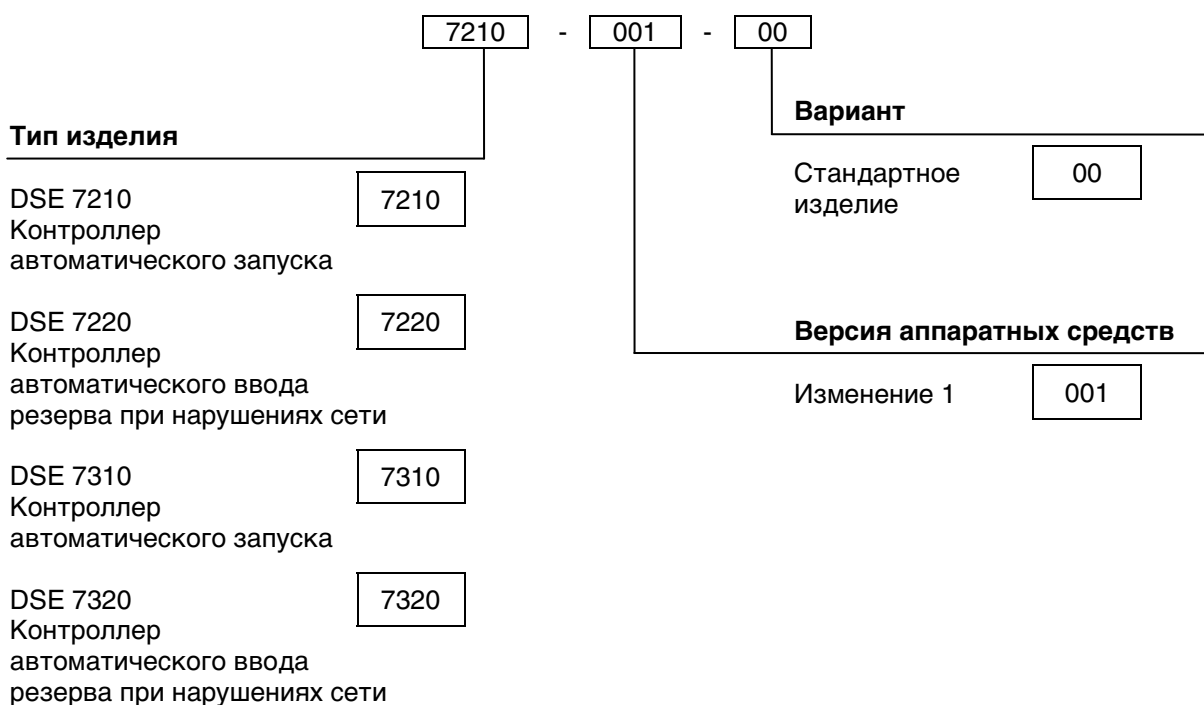 7210 - 001 - 00
Тип изделия
DSE 7210
Контроллер
автоматического запуска
7210
DSE 7220
Контроллер
автоматического ввода
резерва при нарушениях сети
7220
DSE 7310
Контроллер
автоматического запуска
7310
DSE 7320
Контроллер
автоматического ввода
резерва при нарушениях сети
7320
Вариант
Стандартное
изделие
00
Версия аппаратных средств
Изменение 1
001